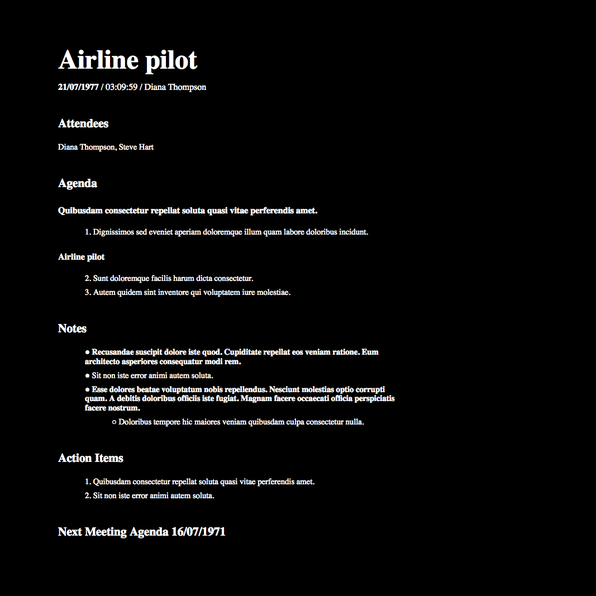 Airline pilot
21/07/1977 / 03:09:59 / Diana Thompson
Attendees
Diana Thompson, Steve Hart
Agenda
Quibusdam consectetur repellat soluta quasi vitae perferendis amet.
1. Dignissimos sed eveniet aperiam doloremque illum quam labore doloribus incidunt.
Airline pilot
2. Sunt doloremque facilis harum dicta consectetur.
3. Autem quidem sint inventore qui voluptatem iure molestiae.
Notes
● Recusandae suscipit dolore iste quod. Cupiditate repellat eos veniam ratione. Eum
architecto asperiores consequatur modi rem.
● Sit non iste error animi autem soluta.
● Esse dolores beatae voluptatum nobis repellendus. Nesciunt molestias optio corrupti
quam. A debitis doloribus officiis iste fugiat. Magnam facere occaecati officia perspiciatis
facere nostrum.
○ Doloribus tempore hic maiores veniam quibusdam culpa consectetur nulla.
Action Items
1. Quibusdam consectetur repellat soluta quasi vitae perferendis amet.
2. Sit non iste error animi autem soluta.
Next Meeting Agenda 16/07/1971